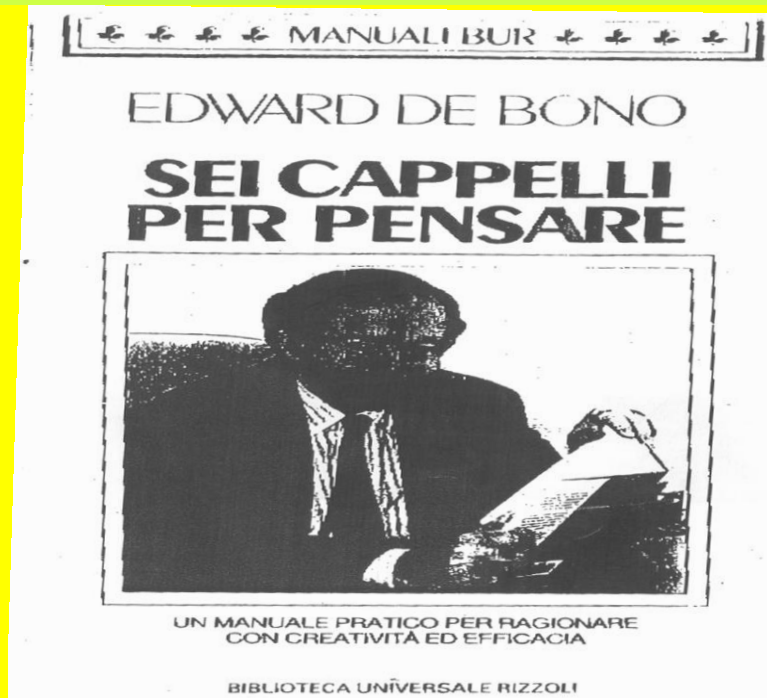 MANUALI BUR
EDWARD DE BONO
SEI CAPPELLI
PER PENSARE
UN MANUALE PRATICO PER RAGIONARE
CON CREATIVITÀ ED EFFICACIA
BIBLIOTECA UNIVERSALE RIZZOLI